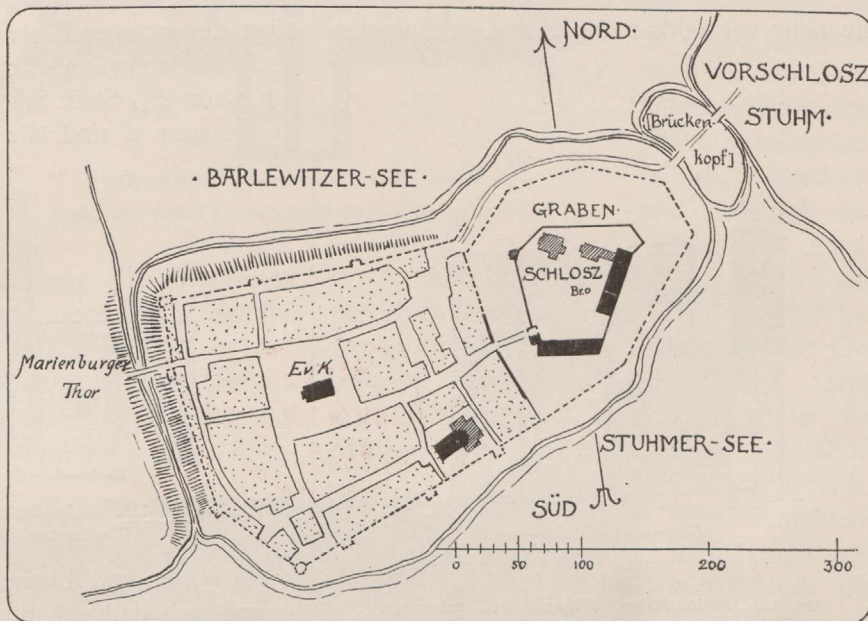 NORD·
VORSCHLOSZ
STUHM·
[Brücken-
kopf]
· BÄRLEWITZER-SEE ·
GRABEN·
SCHLOSZ
Br.o
Marienburger
Thor
Ev. K.
STUHMER-SEE·
SÜD
0 50 100 200 300